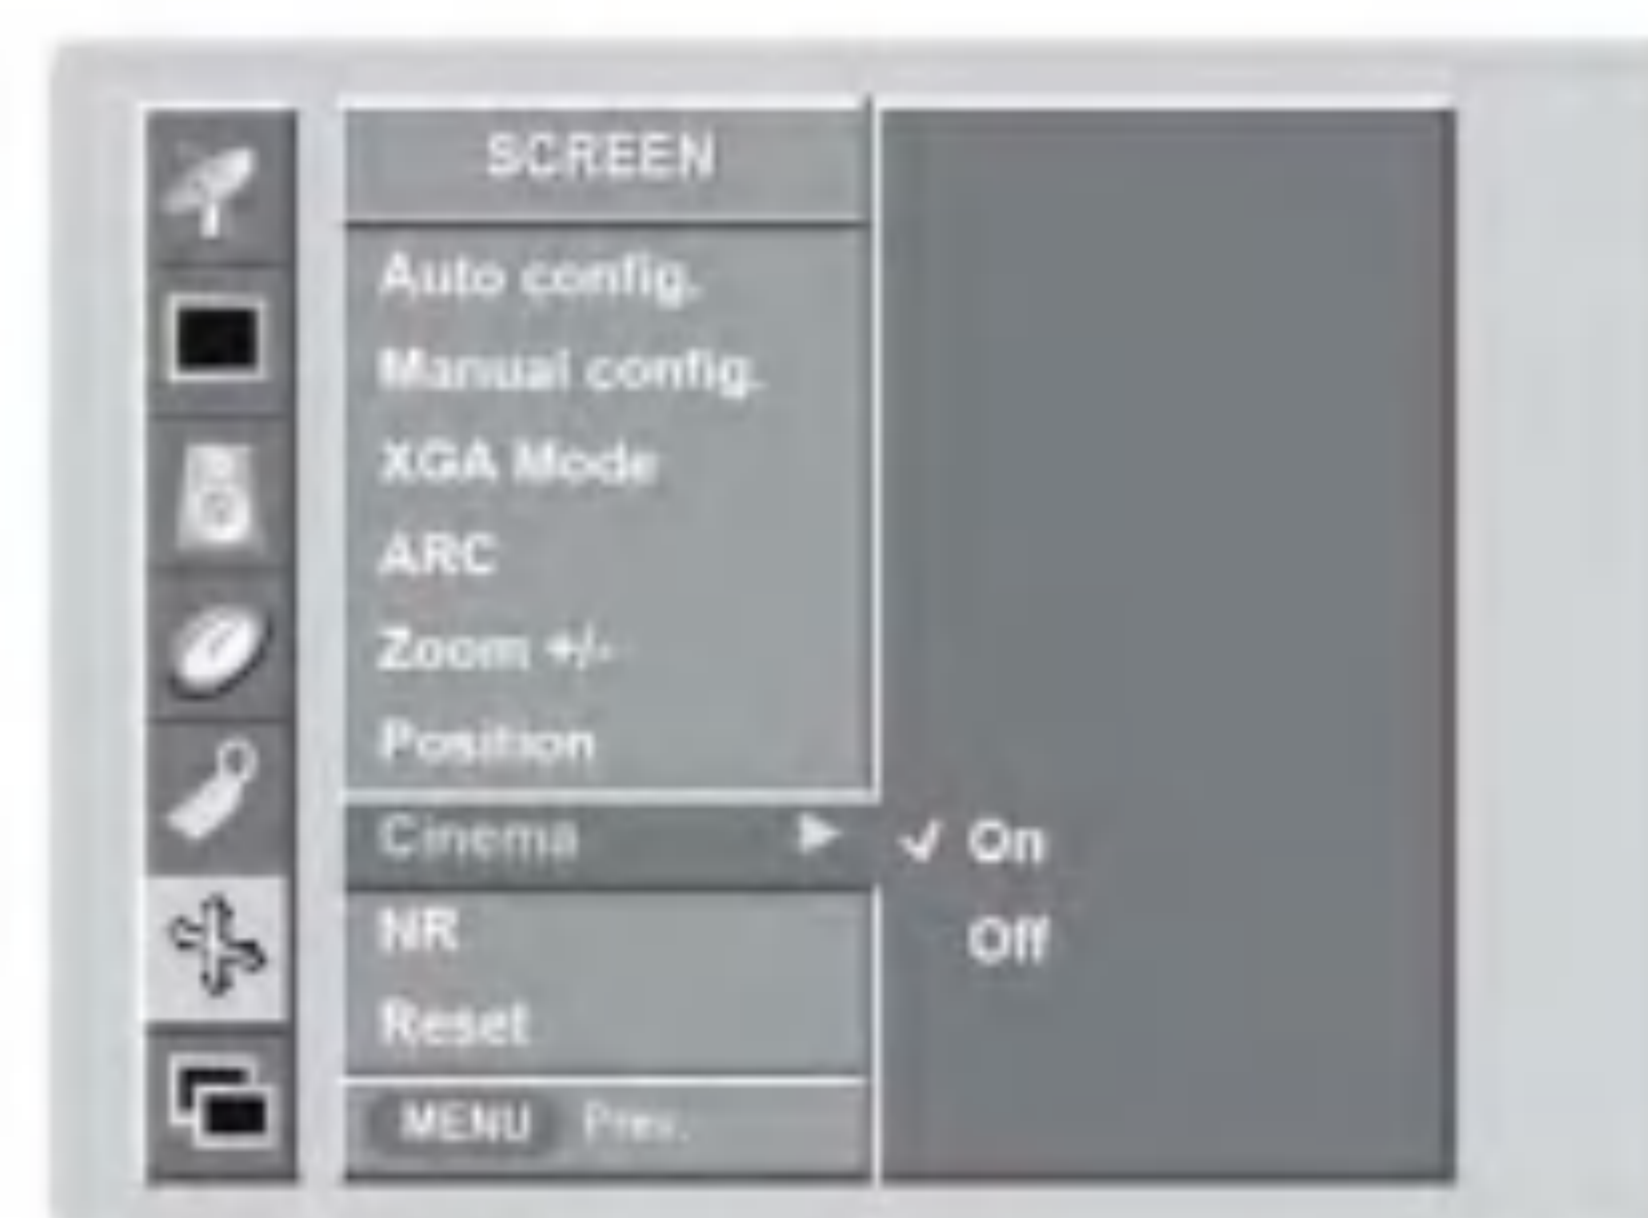 SCREEN
Auto config.
Manual config.
XGA Mode
ARC
Zoom +/-
Position
Cinema ▶ ✓ On
NR Off
Reset
MENU Prev.